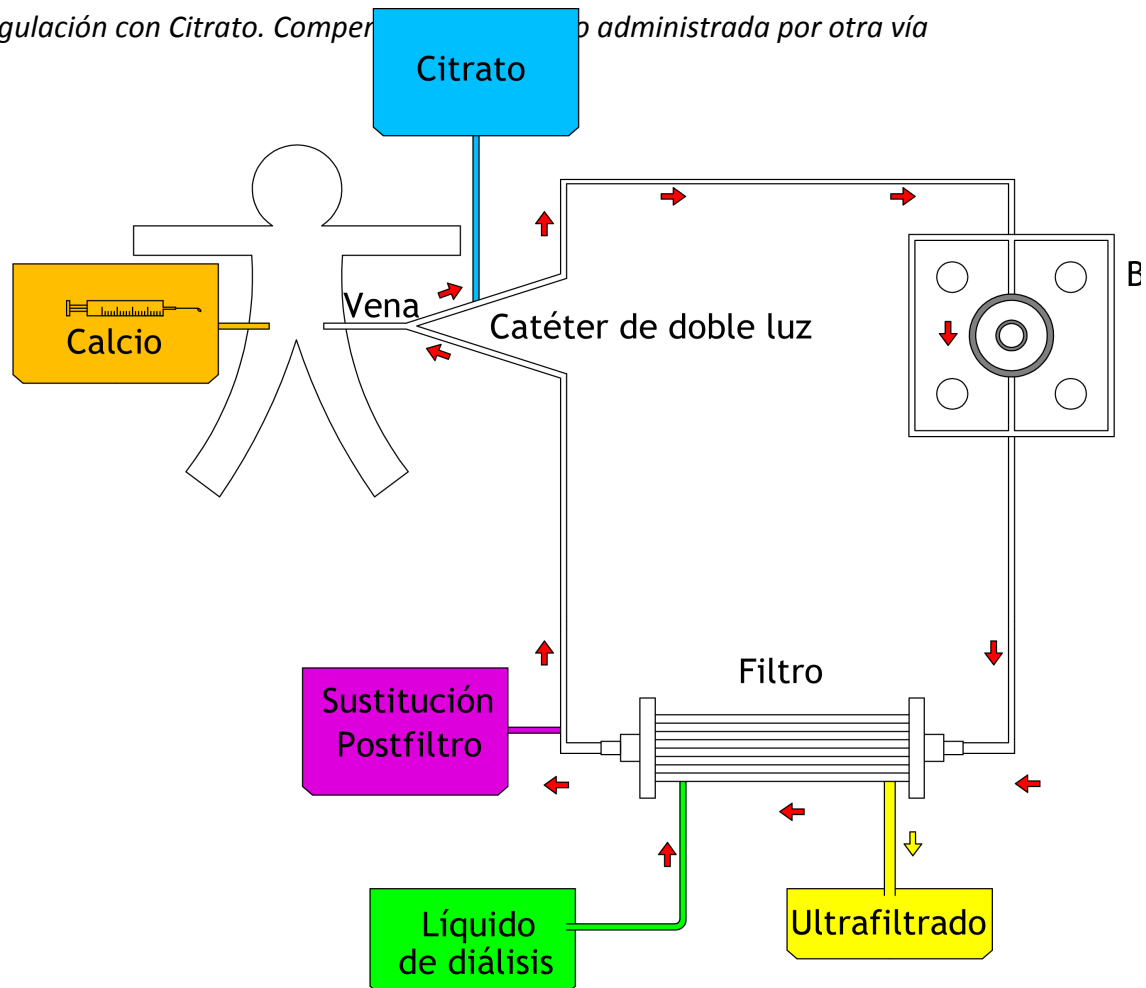 gulación con Citrato. Comper
o administrada por otra vía
Citrato
Calcio
Vena
Catéter de doble luz
B
Filtro
Sustitución
Postfiltro
Líquido
de diálisis
Ultrafiltrado